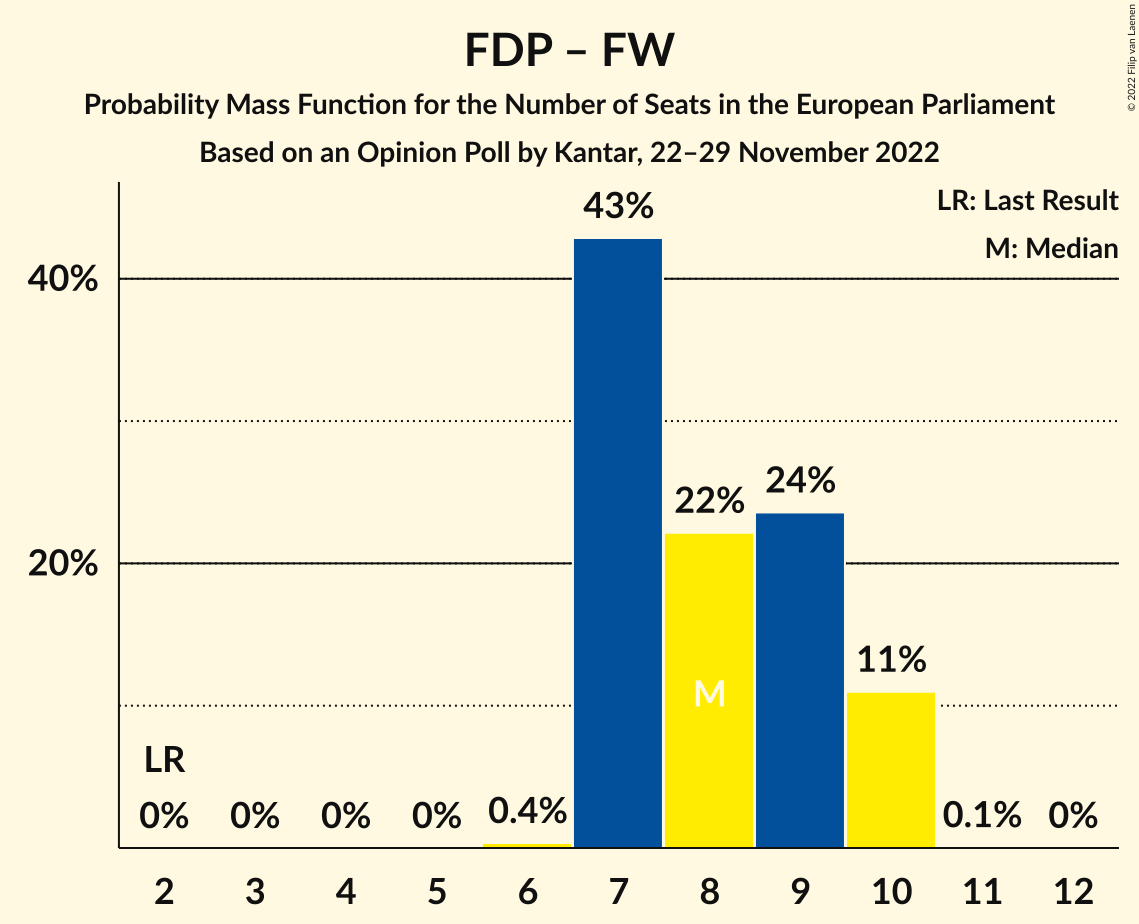 FDP – FW
Probability Mass Function for the Number of Seats in the European Parliament
Based on an Opinion Poll by Kantar, 22–29 November 2022
© 2022 Filip van Laenen
LR: Last Result
M: Median
43%
40%
24%
22%
20%
11%
M
LR
0%
0%
0%
0%
0.4%
0.1%
0%
2 3 4 5 6 7 8 9 10 11 12